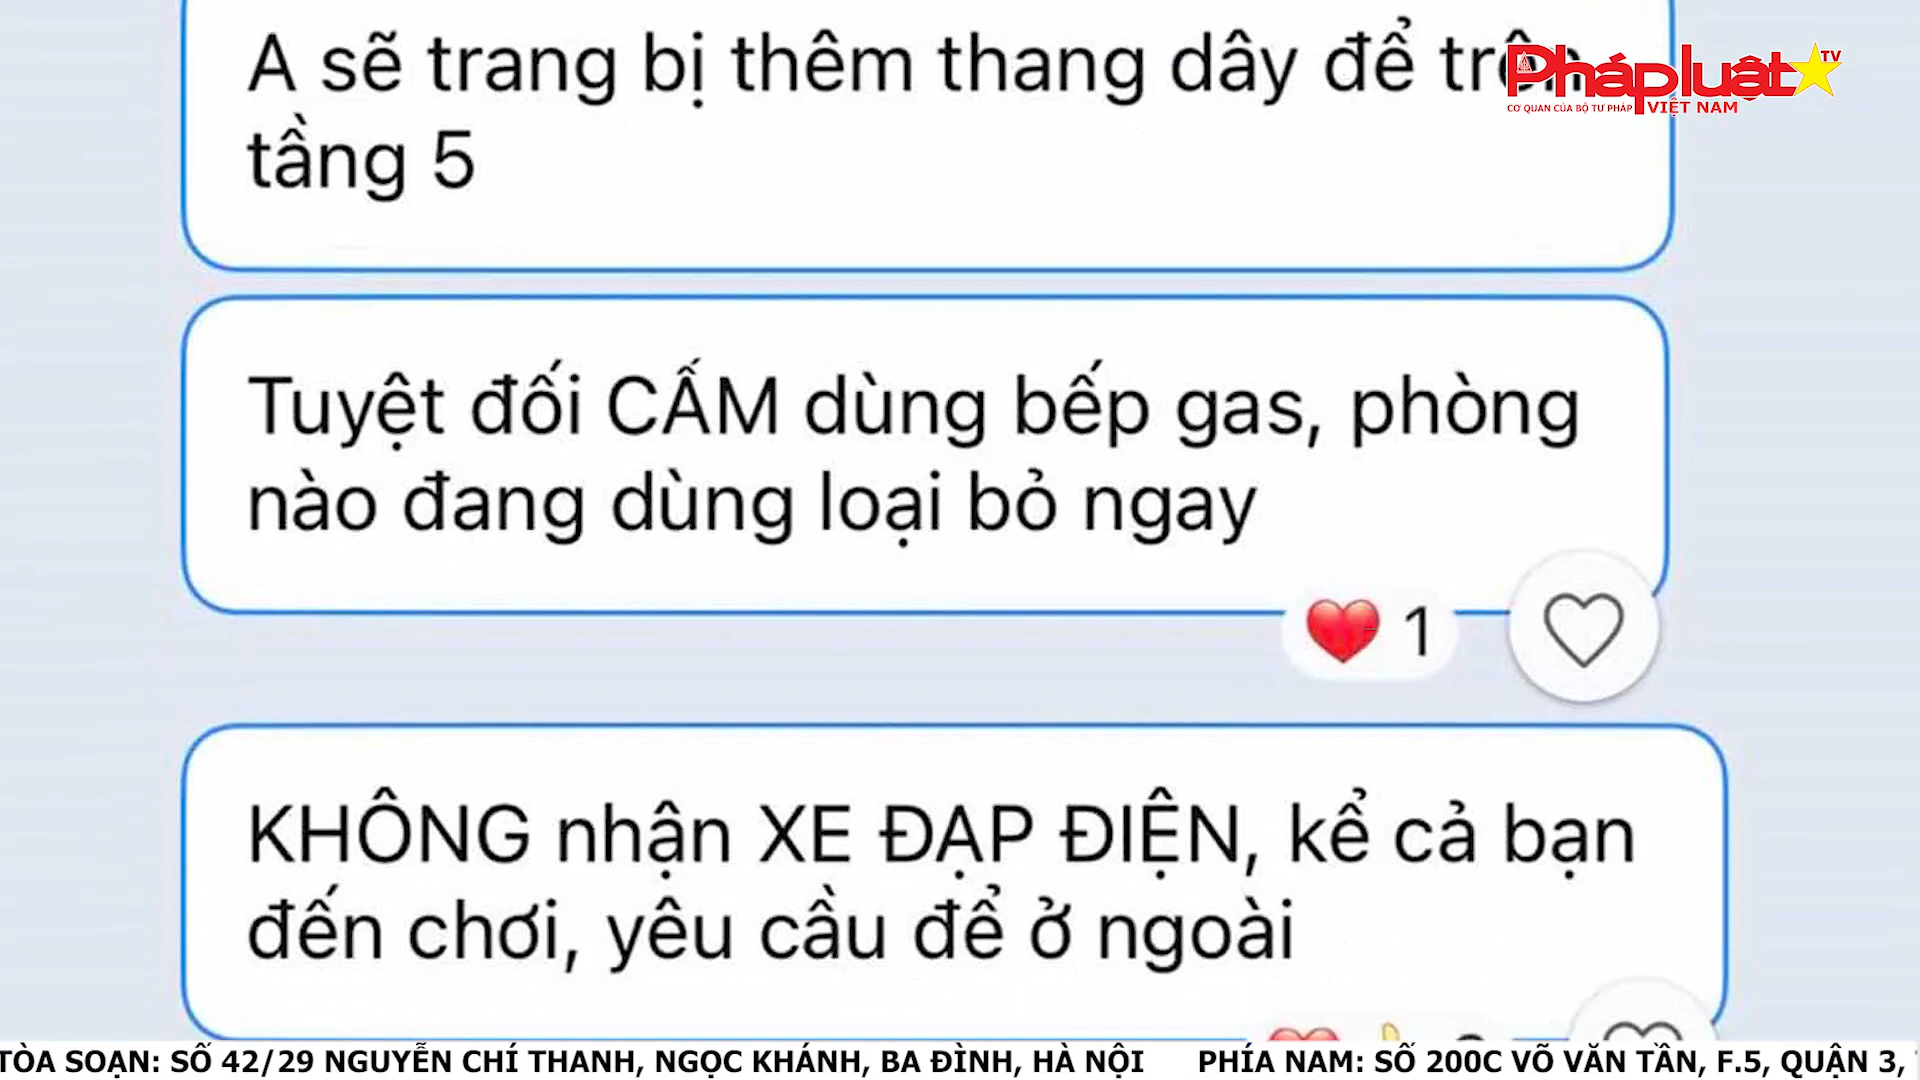 A sẽ trang bị thêm thang dây để trên
tầng 5
Phápluật TV
CƠ QUAN CỦA BỘ TƯ PHÁP VIỆT NAM
Tuyệt đối CẤM dùng bếp gas, phòng
nào đang dùng loại bỏ ngay
1
KHÔNG nhận XE ĐẠP ĐIỆN, kể cả bạn
đến chơi, yêu cầu để ở ngoài
TÒA SOẠN: SỐ 42/29 NGUYỄN CHÍ THANH, NGỌC KHÁNH, BA ĐÌNH, HÀ NỘI PHÍA NAM: SỐ 200C VÕ VĂN TẦN, F.5, QUẬN 3,